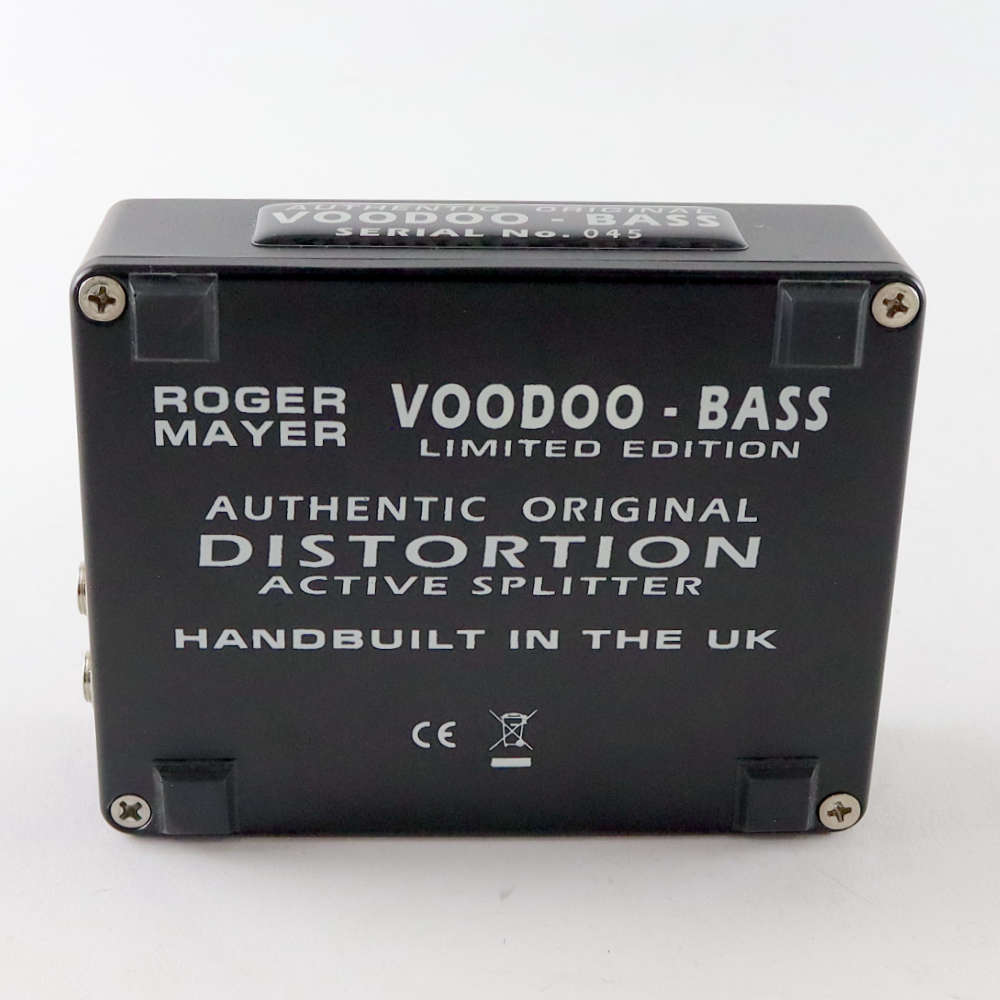 AUTHENTIC ORIGINAL
VOODOO - BASS
SERIAL No. 045
ROGER MAYER
VOODOO - BASS
LIMITED EDITION
AUTHENTIC ORIGINAL
DISTORTION
ACTIVE SPLITTER
HANDBUILT IN THE UK
CE